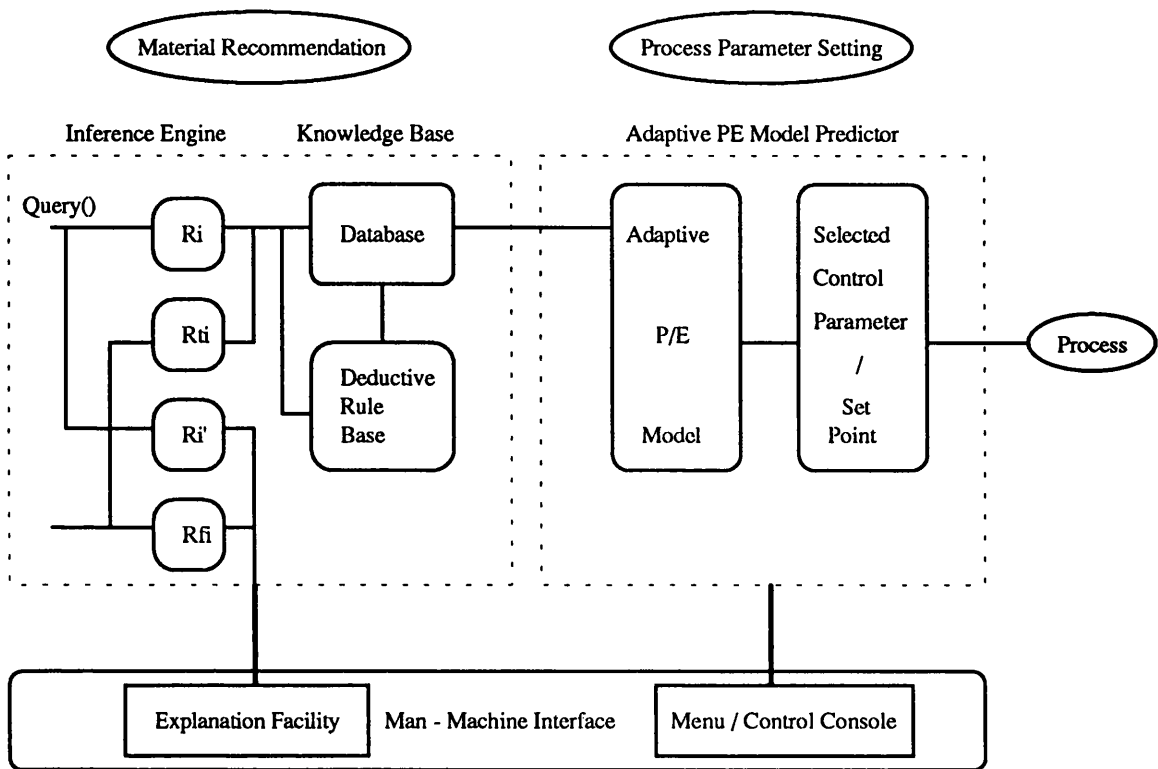 Material Recommendation
Process Parameter Setting
Inference Engine
Knowledge Base
Adaptive PE Model Predictor
Query()
Ri
Database
Adaptive
Selected
Control
Parameter
/
Set
Point
Rti
P/E
Process
Deductive
Rule
Base
Ri'
Model
Rfi
Explanation Facility
Man - Machine Interface
Menu / Control Console